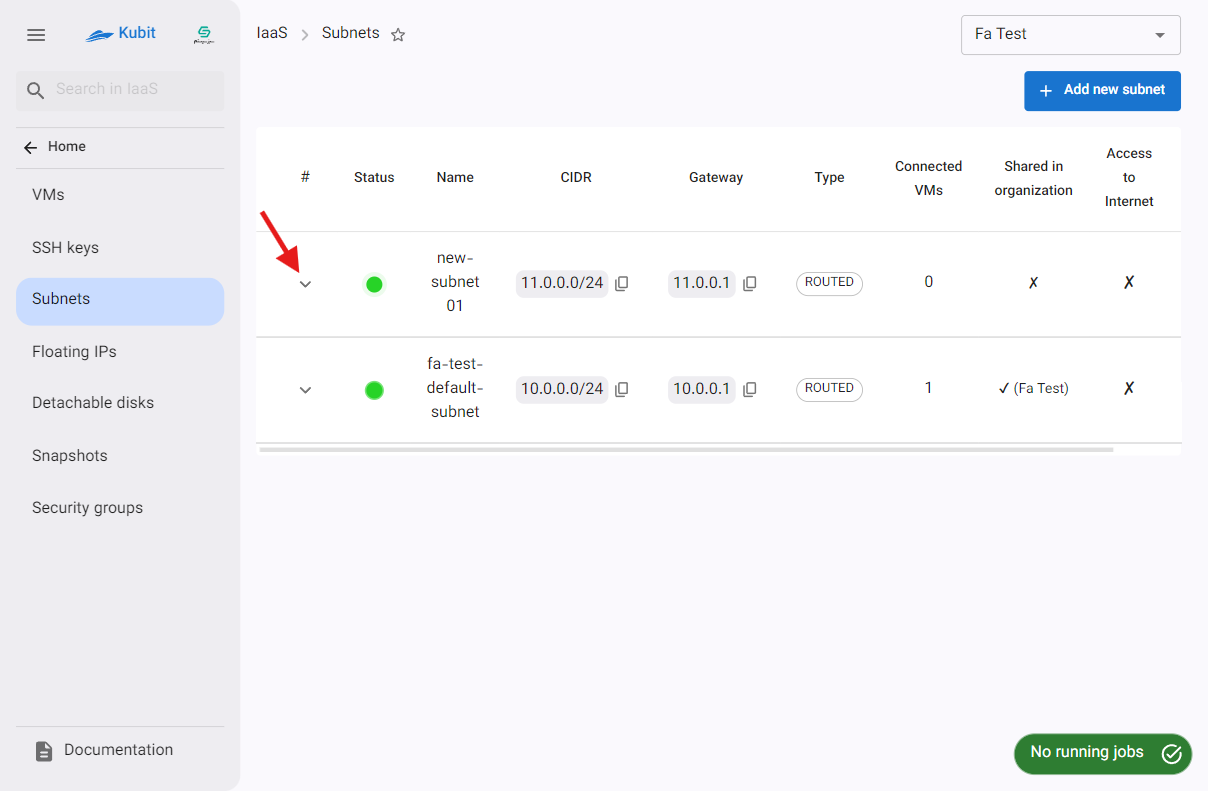 Kubit
IaaS
Subnets
Fa Test
Search in IaaS
Add new subnet
Home
VMs
SSH keys
Subnets
Floating IPs
Detachable disks
Snapshots
Security groups
Documentation
# Status Name CIDR Gateway Type Connected VMs Shared in organization Access to Internet
new-subnet 01 11.0.0.0/24 11.0.0.1 ROUTED 0 ✗ ✗
fa-test-default-subnet 10.0.0.0/24 10.0.0.1 ROUTED 1 ✓ (Fa Test) ✗
No running jobs